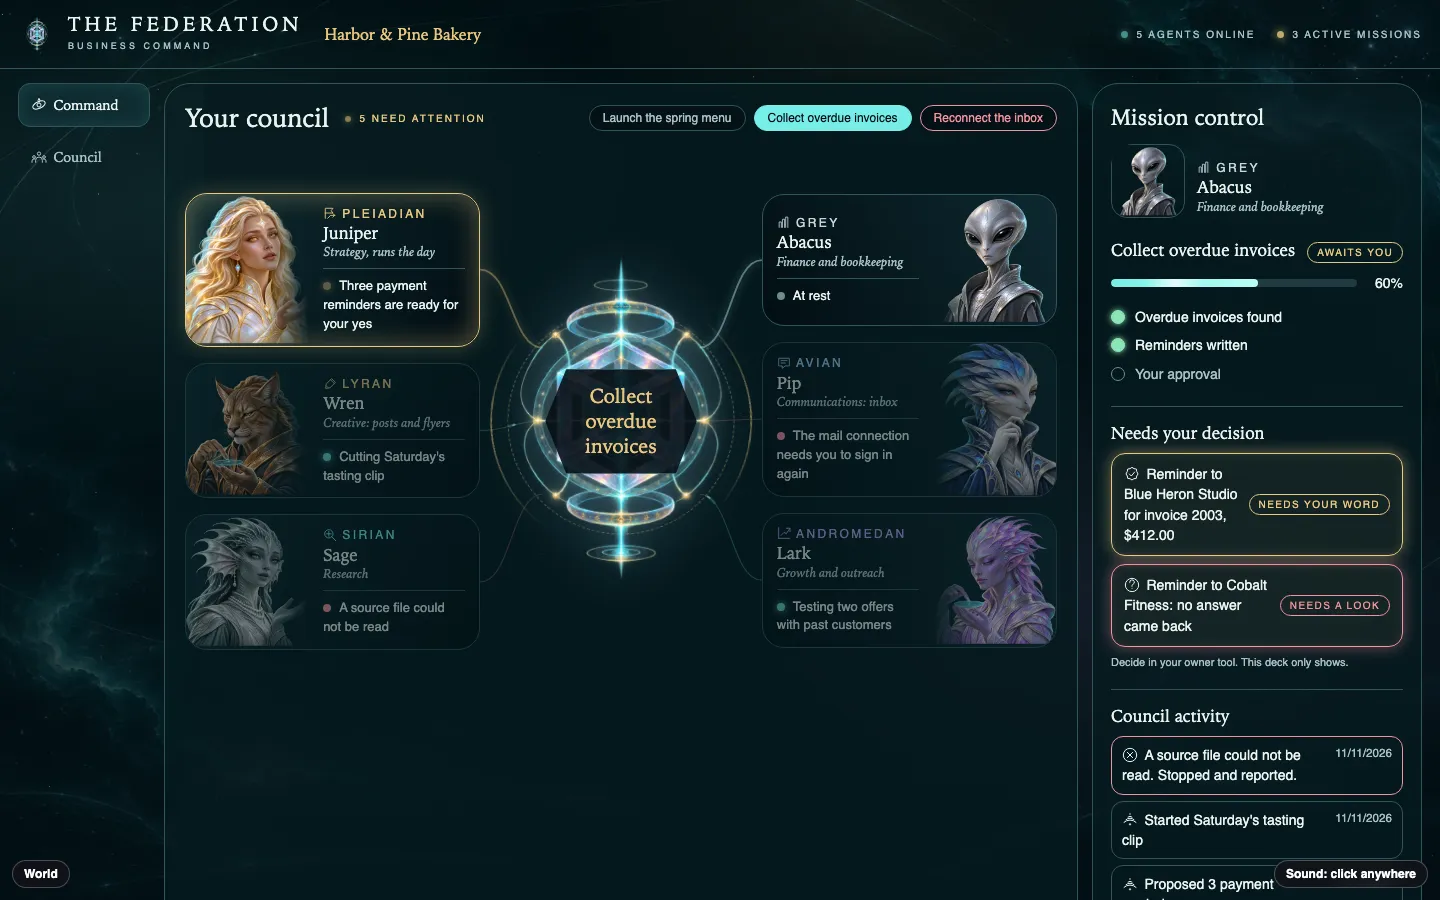 THE FEDERATION
BUSINESS COMMAND
Harbor & Pine Bakery
5 AGENTS ONLINE
3 ACTIVE MISSIONS
Command
Council
Your council
5 NEED ATTENTION
Launch the spring menu
Collect overdue invoices
Reconnect the inbox
PLEIADIAN
Juniper
Strategy, runs the day
Three payment
reminders are ready for
your yes
LYRAN
Wren
Creative: posts and flyers
Cutting Saturday's
tasting clip
SIRIAN
Sage
Research
A source file could
not be read
Collect
overdue
invoices
GREY
Abacus
Finance and bookkeeping
At rest
AVIAN
Pip
Communications: inbox
The mail connection
needs you to sign in
again
ANDROMEDAN
Lark
Growth and outreach
Testing two offers
with past customers
Mission control
GREY
Abacus
Finance and bookkeeping
Collect overdue invoices
AWAITS YOU
60%
Overdue invoices found
Reminders written
Your approval
Needs your decision
Reminder to
Blue Heron Studio
for invoice 2003,
$412.00
NEEDS YOUR WORD
Reminder to Cobalt
Fitness: no answer
came back
NEEDS A LOOK
Decide in your owner tool. This deck only shows.
Council activity
A source file could not be
read. Stopped and reported.
11/11/2026
Started Saturday's tasting
clip
11/11/2026
Proposed 3 payment
World
Sound: click anywhere